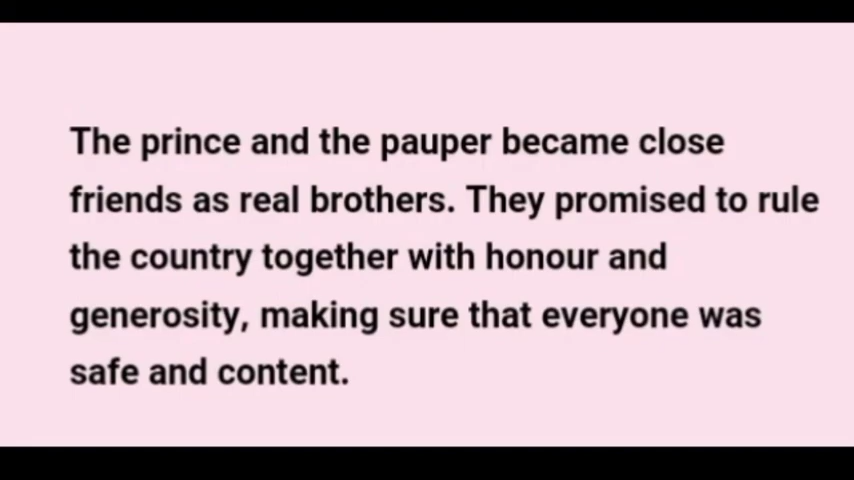 The prince and the pauper became close
friends as real brothers. They promised to rule
the country together with honour and
generosity, making sure that everyone was
safe and content.